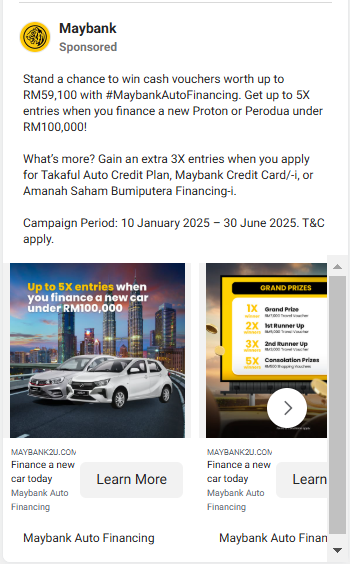 Maybank
Sponsored
Stand a chance to win cash vouchers worth up to
RM59,100 with #MaybankAutoFinancing. Get up to 5X
entries when you finance a new Proton or Perodua under
RM100,000!
What's more? Gain an extra 3X entries when you apply
for Takaful Auto Credit Plan, Maybank Credit Card/-i, or
Amanah Saham Bumiputera Financing-i.
Campaign Period: 10 January 2025 – 30 June 2025. T&C
apply.
Up to 5X entries when
you finance a new car
under RM100,000
GRAND PRIZES
1X
Grand Prize
2X
1st Runner Up
3X
2nd Runner Up
5X
Consolation Prizes
MAYBANK2U.COM
Finance a new
car today
Maybank Auto
Financing
Learn More
MAYBANK2U.COM
Finance a new
car today
Maybank Auto
Financing
Learn
Maybank Auto Financing
Maybank Auto Finan